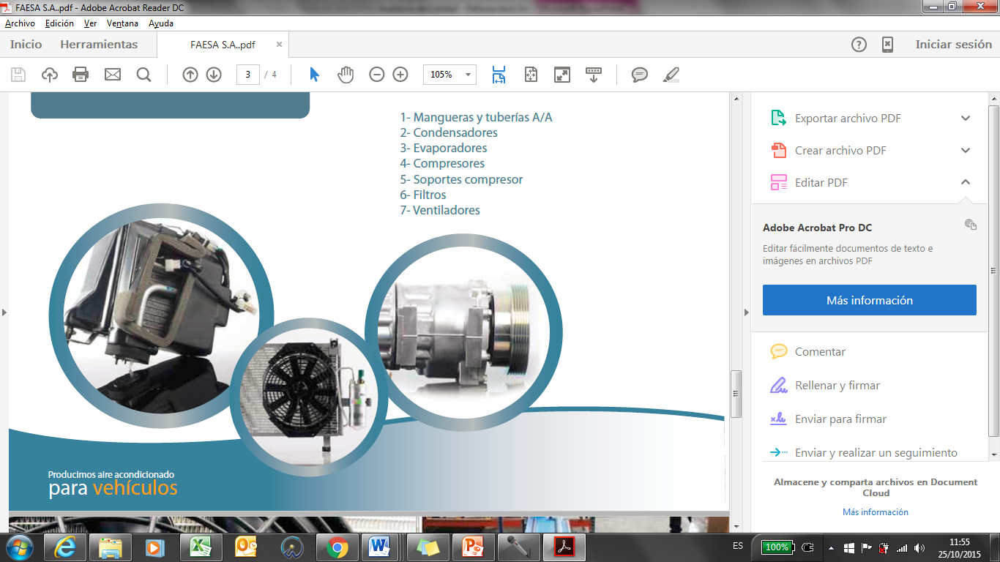 FAESA S.A..pdf - Adobe Acrobat Reader DC
Archivo Edición Ver Ventana Ayuda
Inicio Herramientas FAESA S.A..pdf × Iniciar sesión
3 / 4 105%
1- Mangueras y tuberías A/A
2- Condensadores
3- Evaporadores
4- Compresores
5- Soportes compresor
6- Filtros
7- Ventiladores
Producimos aire acondicionado
para vehículos
Exportar archivo PDF
Crear archivo PDF
Editar PDF
Adobe Acrobat Pro DC
Editar fácilmente documentos de texto e
imágenes en archivos PDF
Más información
Comentar
Rellenar y firmar
Enviar para firmar
Enviar y realizar un seguimiento
Almacene y comparta archivos en Document
Cloud
Más información
ES 100% 11:55
25/10/2015